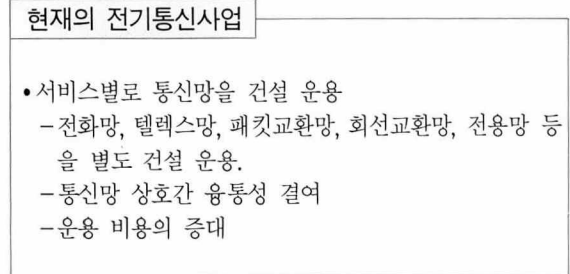 현재의 전기통신사업
•서비스별로 통신망을 건설 운용
－전화망, 텔렉스망, 패킷교환망, 회선교환망, 전용망 등
을 별도 건설 운용.
－통신망 상호간 융통성 결여
－운용 비용의 증대